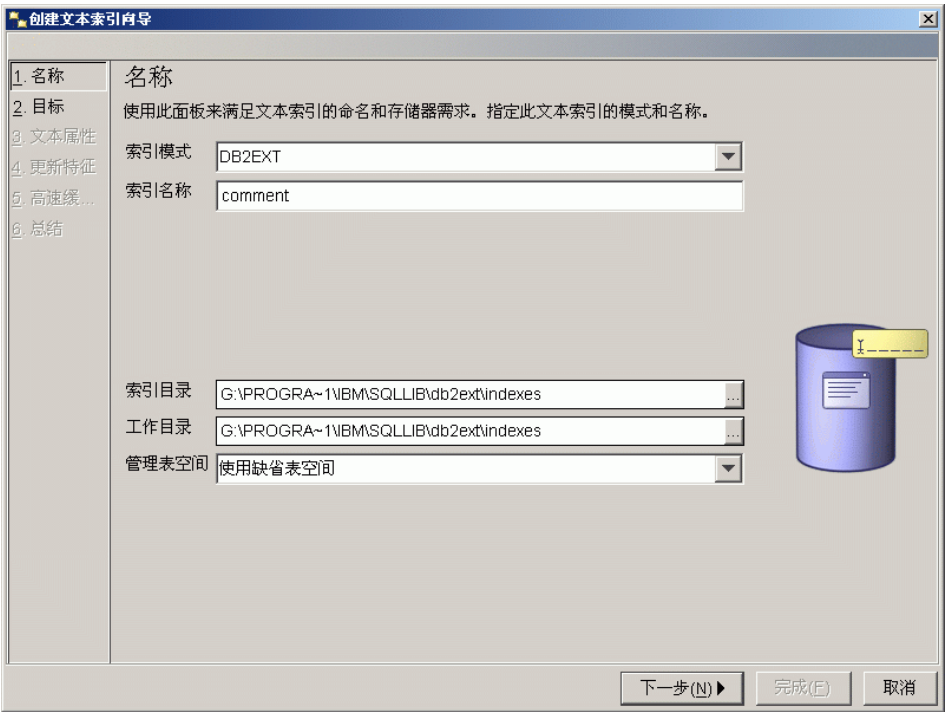 创建文本索引向导
1. 名称
2. 目标
3. 文本属性
4. 更新特征
5. 高速缓...
6. 总结
名称
使用此面板来满足文本索引的命名和存储器需求。指定此文本索引的模式和名称。
索引模式 DB2EXT
索引名称 comment
索引目录 G:\PROGRA~1\IBM\SQLLIB\db2ext\indexes ...
工作目录 G:\PROGRA~1\IBM\SQLLIB\db2ext\indexes ...
管理表空间 使用缺省表空间
下一步(N) 完成(F) 取消